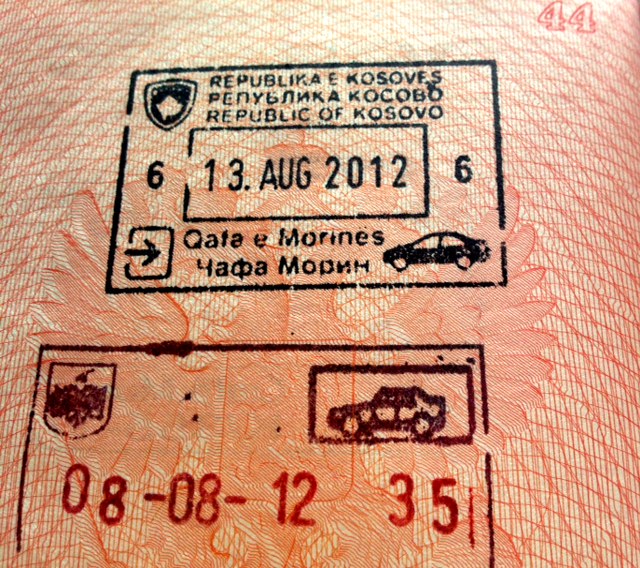 44
REPUBLIKA E KOSOVËS
РЕПУБЛИКА КОСОВО
REPUBLIC OF KOSOVO
6 13. AUG 2012 6
Qafa e Morines
Чафа Морин
08-08-12 35